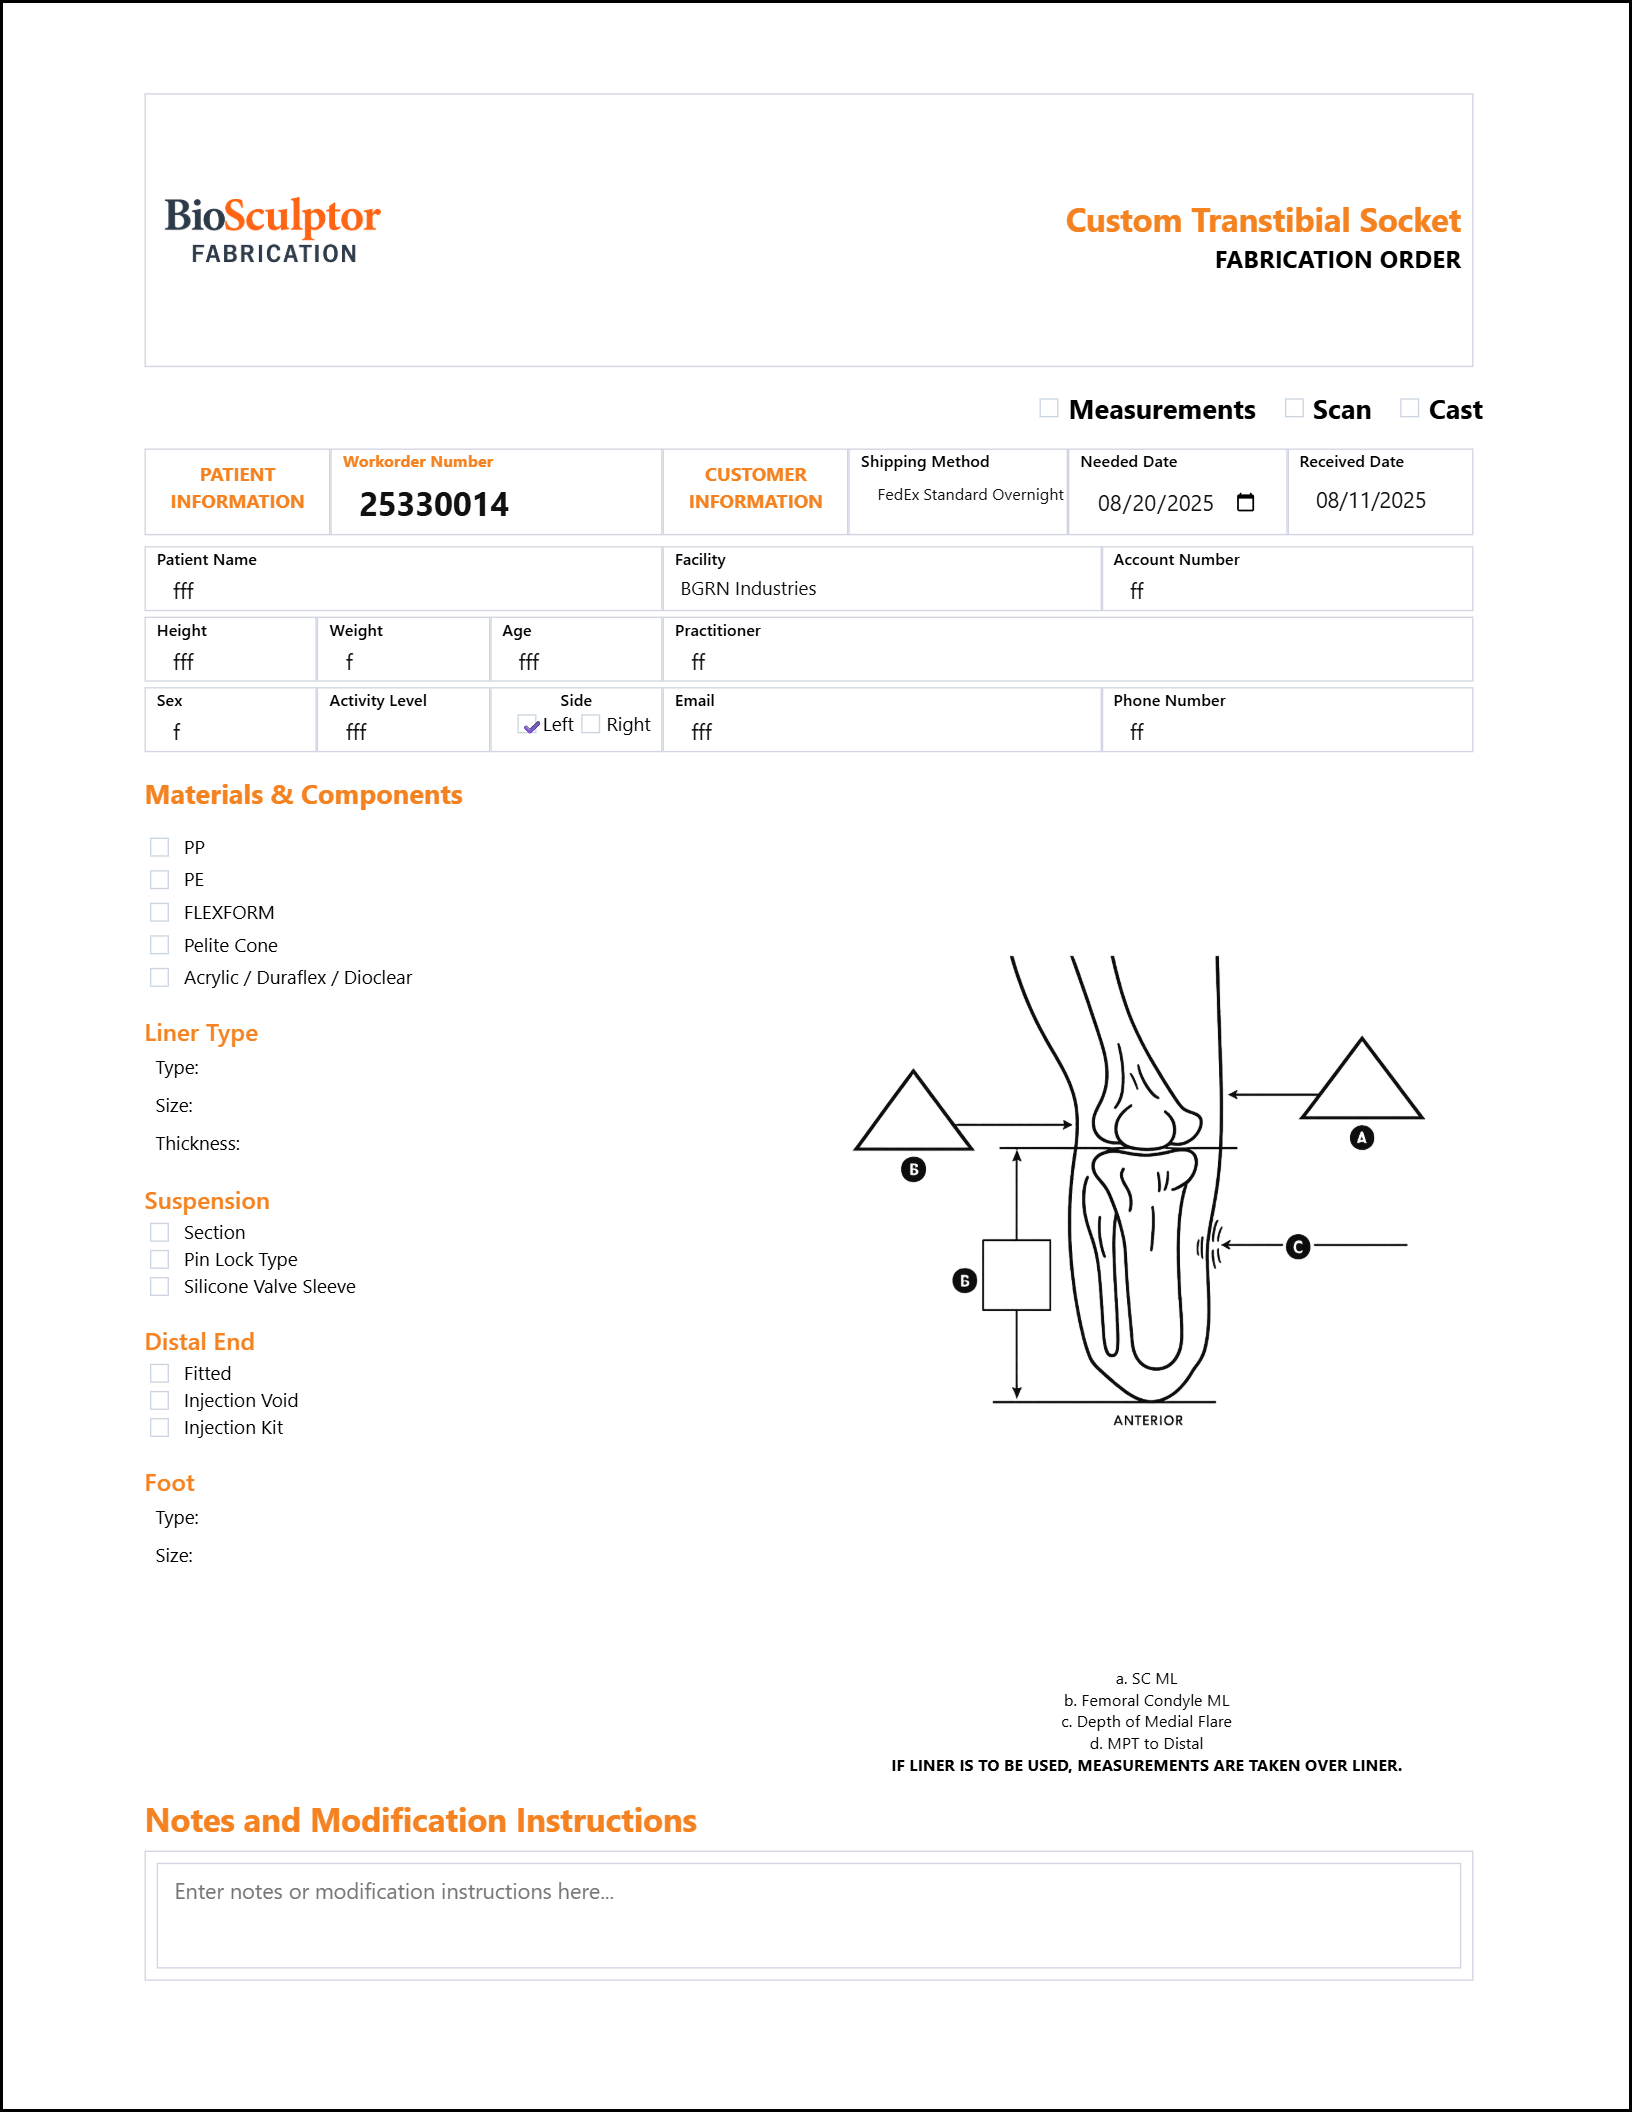 BioSculptor
FABRICATION
Custom Transtibial Socket
FABRICATION ORDER
Measurements Scan Cast
PATIENT INFORMATION
Workorder Number
25330014
CUSTOMER INFORMATION
Shipping Method
FedEx Standard Overnight
Needed Date
08/20/2025
Received Date
08/11/2025
Patient Name
fff
Facility
BGRN Industries
Account Number
ff
Height
fff
Weight
f
Age
fff
Practitioner
ff
Sex
f
Activity Level
fff
Side
Left Right
Email
fff
Phone Number
ff
Materials & Components
PP
PE
FLEXFORM
Pelite Cone
Acrylic / Duraflex / Dioclear
Liner Type
Type:
Size:
Thickness:
Suspension
Section
Pin Lock Type
Silicone Valve Sleeve
Distal End
Fitted
Injection Void
Injection Kit
Foot
Type:
Size:
A
Б
C
Б
ANTERIOR
a. SC ML
b. Femoral Condyle ML
c. Depth of Medial Flare
d. MPT to Distal
IF LINER IS TO BE USED, MEASUREMENTS ARE TAKEN OVER LINER.
Notes and Modification Instructions
Enter notes or modification instructions here...